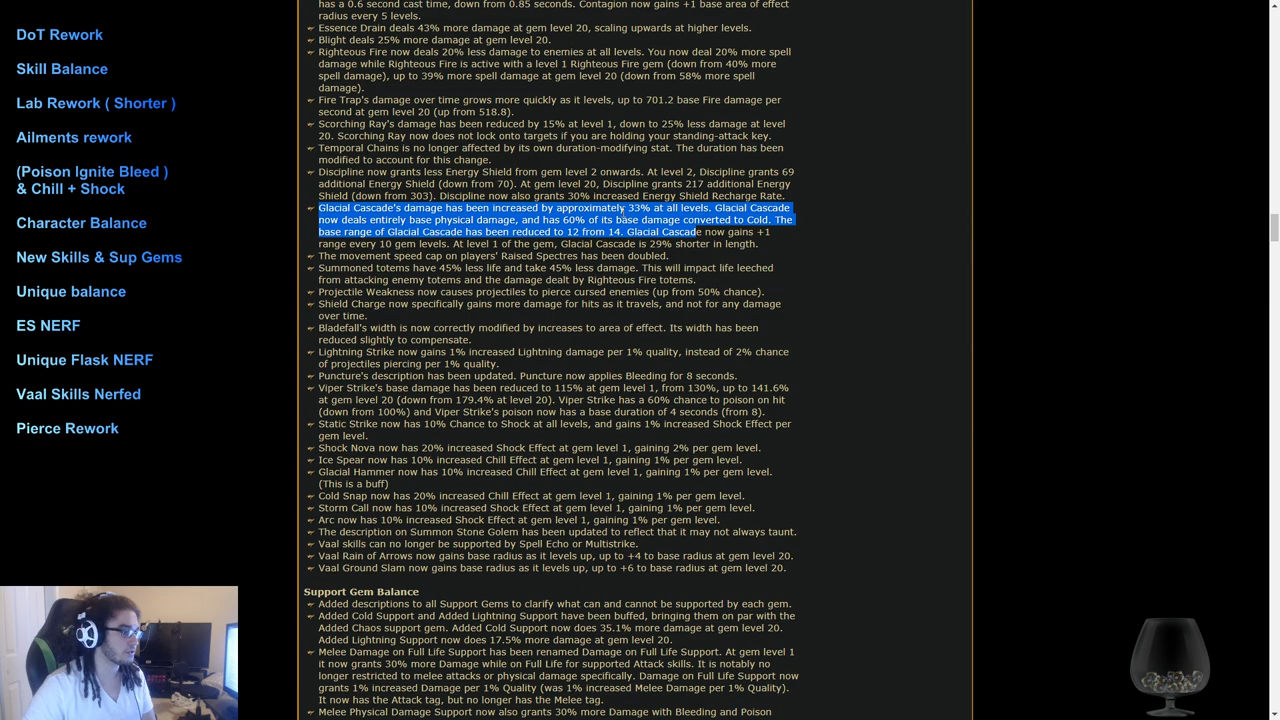 DoT Rework
Skill Balance
Lab Rework ( Shorter )
Ailments rework
(Poison Ignite Bleed )
& Chill + Shock
Character Balance
New Skills & Sup Gems
Unique balance
ES NERF
Unique Flask NERF
Vaal Skills Nerfed
Pierce Rework
has a 0.6 second cast time, down from 0.85 seconds. Contagion now gains +1 base area of effect
radius every 5 levels.
Essence Drain deals 43% more damage at gem level 20, scaling upwards at higher levels.
Blight deals 25% more damage at gem level 20.
Righteous Fire now deals 20% less damage to enemies at all levels. You now deal 20% more spell
damage while Righteous Fire is active with a level 1 Righteous Fire gem (down from 40% more
spell damage), up to 39% more spell damage at gem level 20 (down from 58% more spell
damage).
Fire Trap's damage over time grows more quickly as it levels, up to 701.2 base Fire damage per
second at gem level 20 (up from 518.8).
Scorching Ray's damage has been reduced by 15% at level 1, down to 25% less damage at level
20. Scorching Ray now does not lock onto targets if you are holding your standing-attack key.
Temporal Chains is no longer affected by its own duration-modifying stat. The duration has been
modified to account for this change.
Discipline now grants less Energy Shield from gem level 2 onwards. At level 2, Discipline grants 69
additional Energy Shield (down from 70). At gem level 20, Discipline grants 217 additional Energy
Shield (down from 303). Discipline now also grants 30% increased Energy Shield Recharge Rate.
Glacial Cascade's damage has been increased by approximately 33% at all levels. Glacial Cascade
now deals entirely base physical damage, and has 60% of its base damage converted to Cold. The
base range of Glacial Cascade has been reduced to 12 from 14. Glacial Cascade now gains +1
range every 10 gem levels. At level 1 of the gem, Glacial Cascade is 29% shorter in length.
The movement speed cap on players' Raised Spectres has been doubled.
Summoned totems have 45% less life and take 45% less damage. This will impact life leeched
from attacking enemy totems and the damage dealt by Righteous Fire totems.
Projectile Weakness now causes projectiles to pierce cursed enemies (up from 50% chance).
Shield Charge now specifically gains more damage for hits as it travels, and not for any damage
over time.
Bladefall's width is now correctly modified by increases to area of effect. Its width has been
reduced slightly to compensate.
Lightning Strike now gains 1% increased Lightning damage per 1% quality, instead of 2% chance
of projectiles piercing per 1% quality.
Puncture's description has been updated. Puncture now applies Bleeding for 8 seconds.
Viper Strike's base damage has been reduced to 115% at gem level 1, from 130%, up to 141.6%
at gem level 20 (down from 179.4% at level 20). Viper Strike has a 60% chance to poison on hit
(down from 100%) and Viper Strike's poison now has a base duration of 4 seconds (from 8).
Static Strike now has 10% Chance to Shock at all levels, and gains 1% increased Shock Effect per
gem level.
Shock Nova now has 20% increased Shock Effect at gem level 1, gaining 2% per gem level.
Ice Spear now has 10% increased Chill Effect at gem level 1, gaining 1% per gem level.
Glacial Hammer now has 10% increased Chill Effect at gem level 1, gaining 1% per gem level.
(This is a buff)
Cold Snap now has 20% increased Chill Effect at gem level 1, gaining 1% per gem level.
Storm Call now has 10% increased Shock Effect at gem level 1, gaining 1% per gem level.
Arc now has 10% increased Shock Effect at gem level 1, gaining 1% per gem level.
The description on Summon Stone Golem has been updated to reflect that it may not always taunt.
Vaal skills can no longer be supported by Spell Echo or Multistrike.
Vaal Rain of Arrows now gains base radius as it levels up, up to +4 to base radius at gem level 20.
Vaal Ground Slam now gains base radius as it levels up, up to +6 to base radius at gem level 20.
Support Gem Balance
Added descriptions to all Support Gems to clarify what can and cannot be supported by each gem.
Added Cold Support and Added Lightning Support have been buffed, bringing them on par with the
Added Chaos support gem. Added Cold Support now does 35.1% more damage at gem level 20.
Added Lightning Support now does 17.5% more damage at gem level 20.
Melee Damage on Full Life Support has been renamed Damage on Full Life Support. At gem level 1
it now grants 30% more Damage while on Full Life for supported Attack skills. It is notably no
longer restricted to melee attacks or physical damage specifically. Damage on Full Life Support now
grants 1% increased Damage per 1% Quality (was 1% increased Melee Damage per 1% Quality).
It now has the Attack tag, but no longer has the Melee tag.
Melee Physical Damage Support now also grants 30% more Damage with Bleeding and Poison